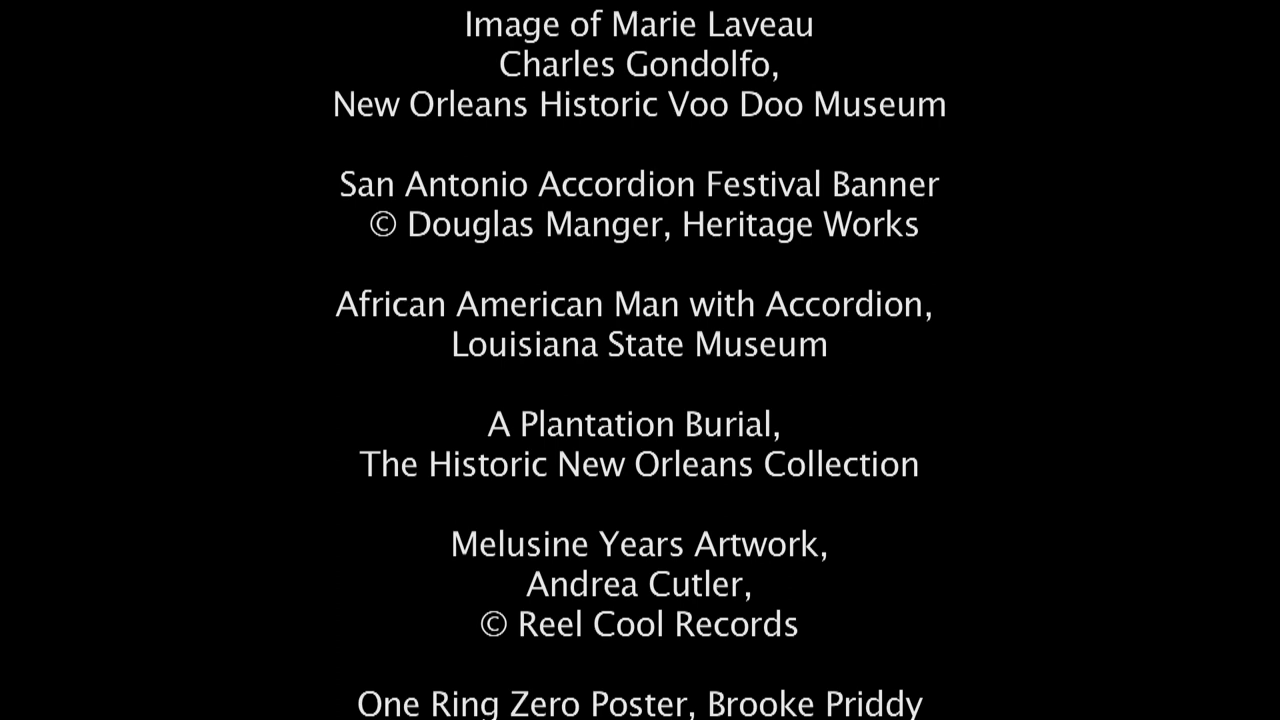 Image of Marie Laveau
Charles Gondolfo,
New Orleans Historic Voo Doo Museum
San Antonio Accordion Festival Banner
© Douglas Manger, Heritage Works
African American Man with Accordion,
Louisiana State Museum
A Plantation Burial,
The Historic New Orleans Collection
Melusine Years Artwork,
Andrea Cutler,
© Reel Cool Records
One Ring Zero Poster, Brooke Priddy